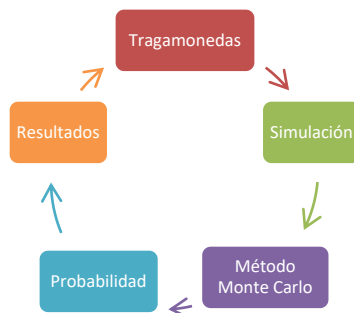 Tragamonedas
Simulación
Método
Monte Carlo
Probabilidad
Resultados